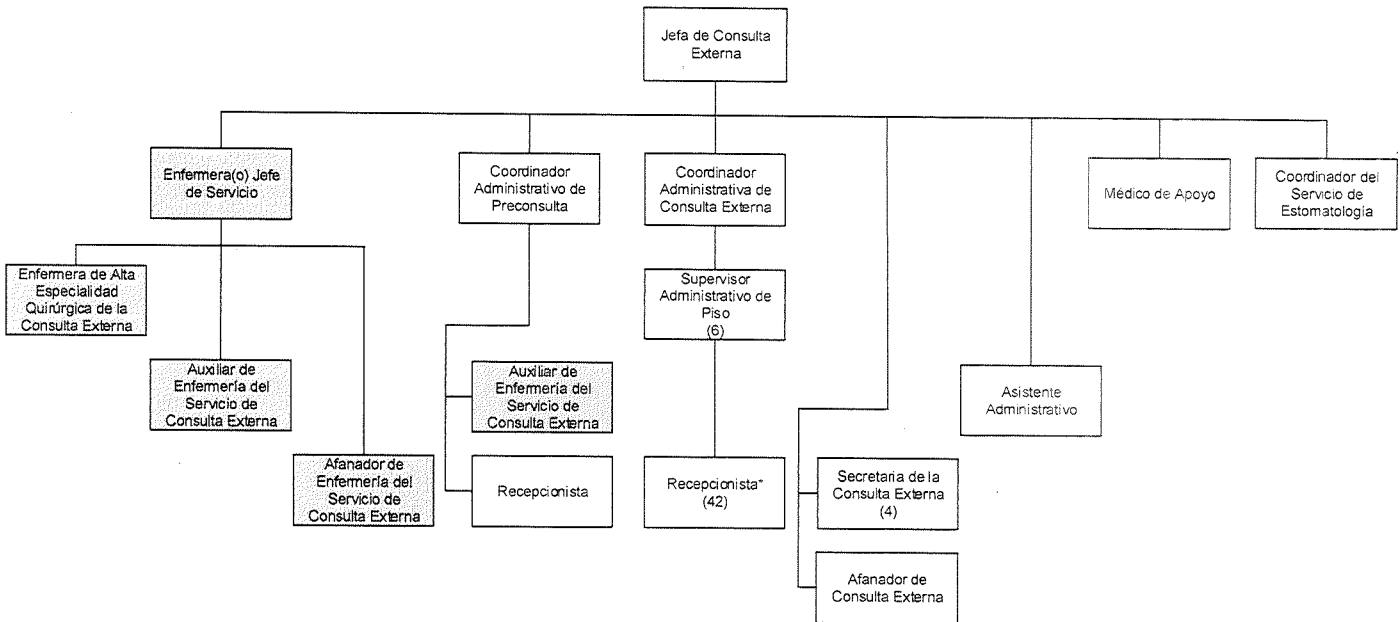 Jefa de Consulta
Externa
Enfermera(o) Jefe
de Servicio
Coordinador
Administrativo de
Preconsulta
Coordinador
Administrativa de
Consulta Externa
Médico de Apoyo
Coordinador del
Servicio de
Estomatología
Enfermera de Alta
Especialidad
Quirúrgica de la
Consulta Externa
Supervisor
Administrativo de
Piso
(6)
Auxiliar de
Enfermería del
Servicio de
Consulta Externa
Auxiliar de
Enfermería del
Servicio de
Consulta Externa
Asistente
Administrativo
Afanador de
Enfermería del
Servicio de
Consulta Externa
Recepcionista
Recepcionista*
(42)
Secretaria de la
Consulta Externa
(4)
Afanador de
Consulta Externa